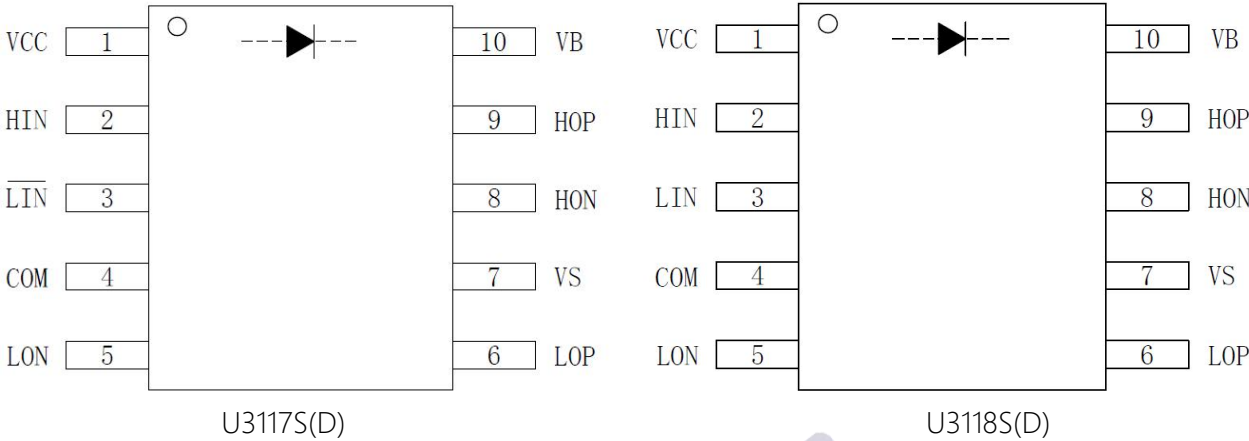 VCC 1 10 VB VCC 1 10 VB
HIN 2 9 HOP HIN 2 9 HOP
L̅I̅N̅ 3 8 HON LIN 3 8 HON
COM 4 7 VS COM 4 7 VS
LON 5 6 LOP LON 5 6 LOP
U3117S(D) U3118S(D)